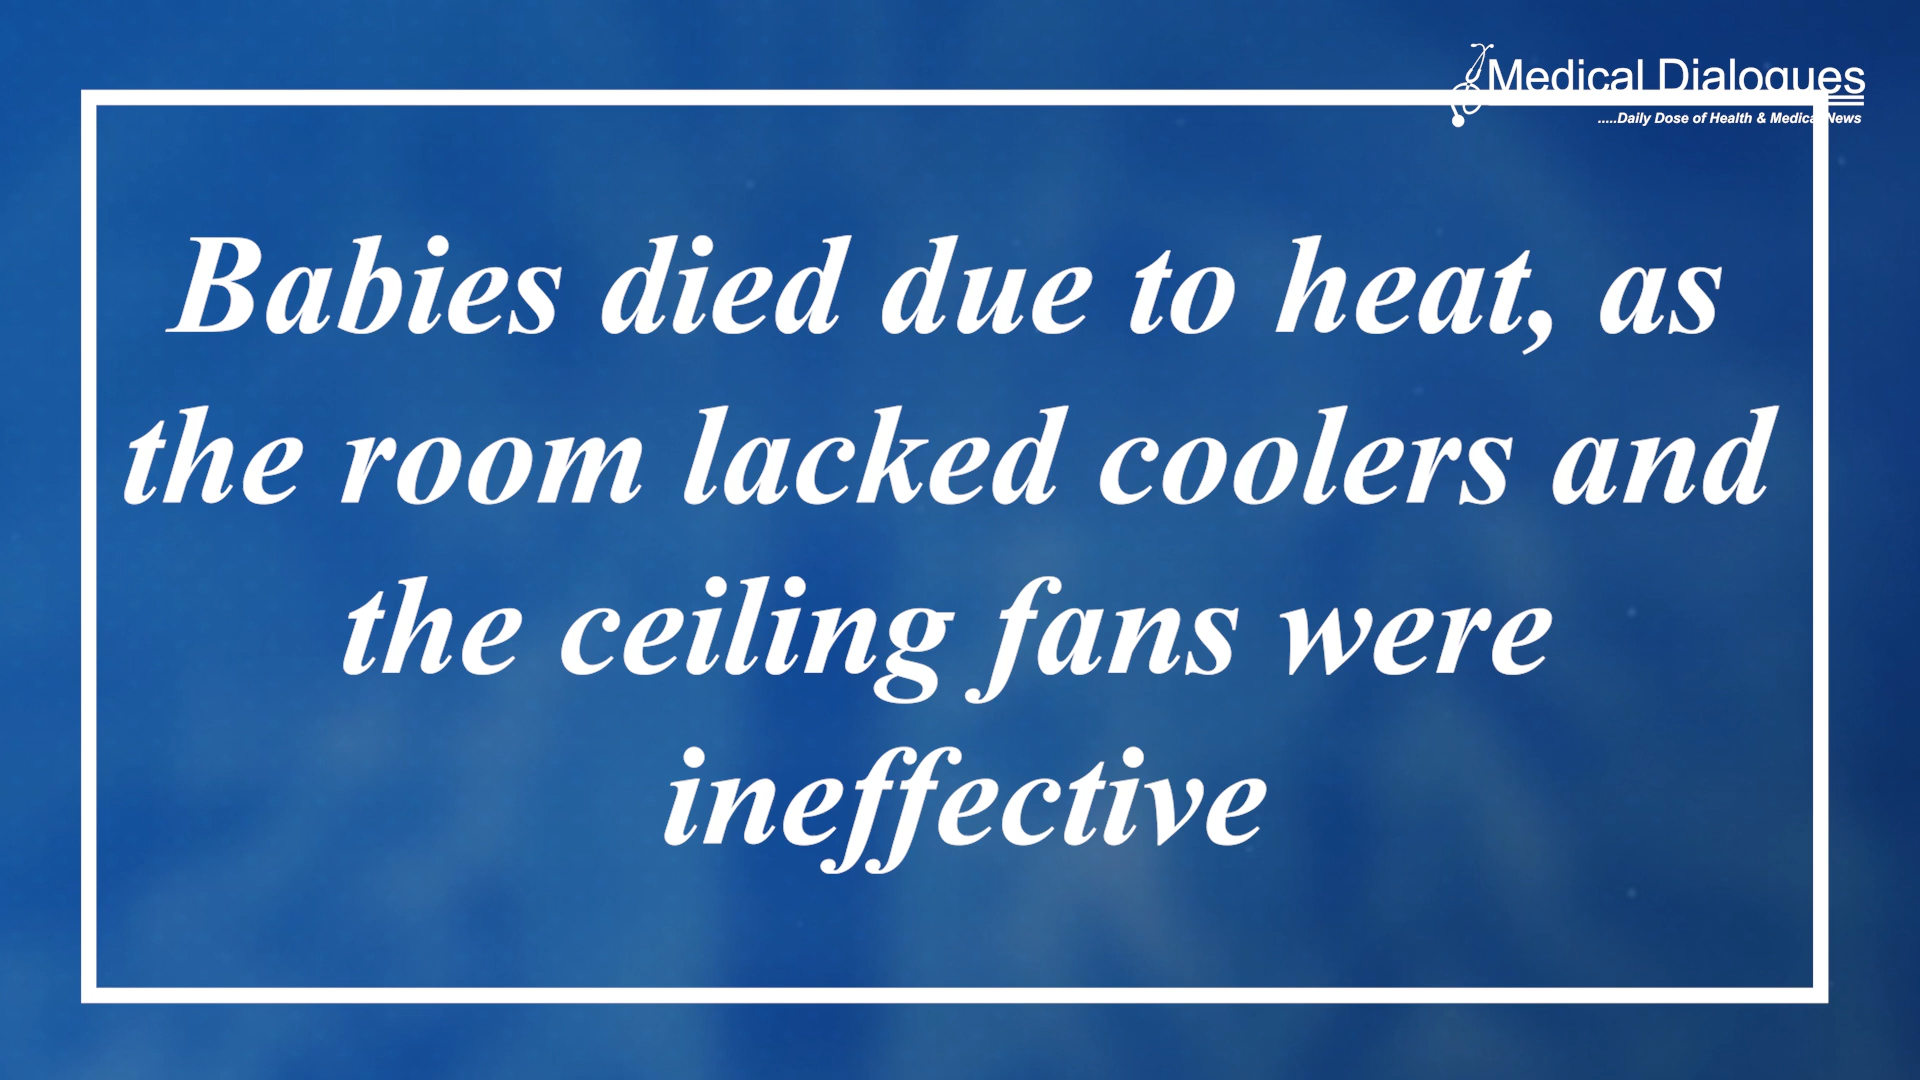 Medical Dialogues
.....Daily Dose of Health & Medical News
Babies died due to heat, as
the room lacked coolers and
the ceiling fans were
ineffective